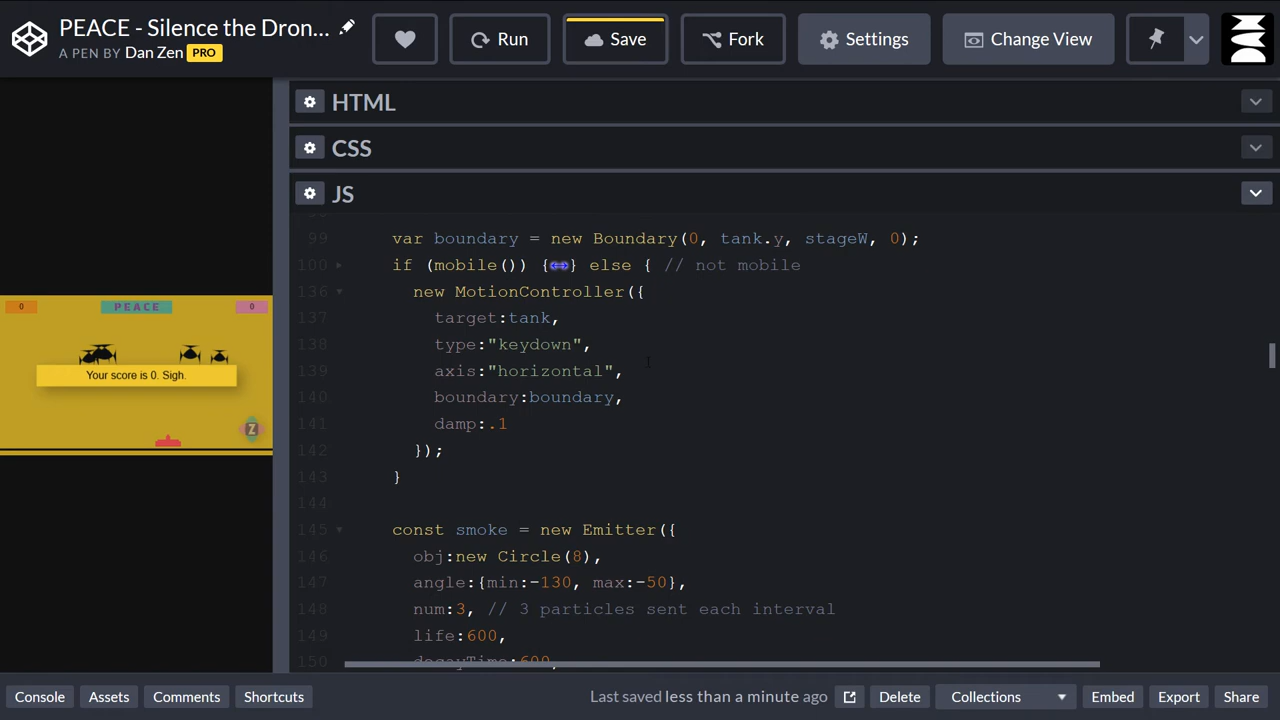 PEACE - Silence the Dron...
A PEN BY Dan Zen PRO
Run
Save
Fork
Settings
Change View
HTML
CSS
JS
99 var boundary = new Boundary(0, tank.y, stageW, 0);
100 if (mobile()) {↔} else { // not mobile
136 new MotionController({
137 target:tank,
138 type:"keydown",
139 axis:"horizontal",
140 boundary:boundary,
141 damp:.1
142 });
143 }
144
145 const smoke = new Emitter({
146 obj:new Circle(8),
147 angle:{min:-130, max:-50},
148 num:3, // 3 particles sent each interval
149 life:600,
150 decayTime:600,
0
PEACE
0
Your score is 0. Sigh.
Z
Console
Assets
Comments
Shortcuts
Last saved less than a minute ago
Delete
Collections
Embed
Export
Share